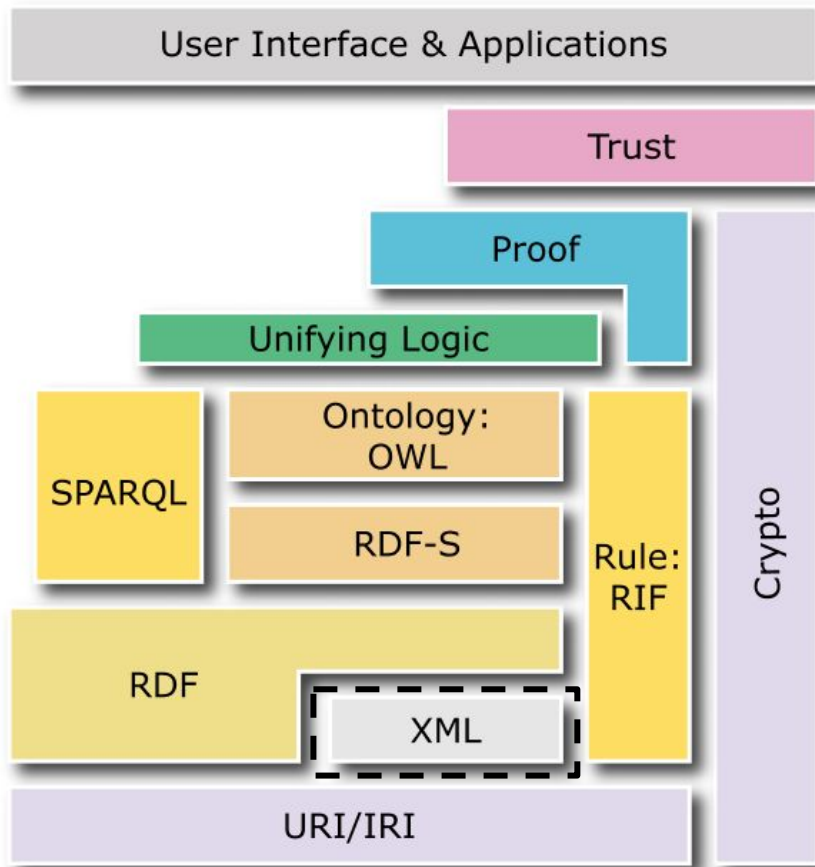 User Interface & Applications
Trust
Proof
Unifying Logic
Ontology:
OWL
SPARQL
RDF-S
Rule:
RIF
Crypto
RDF
XML
URI/IRI